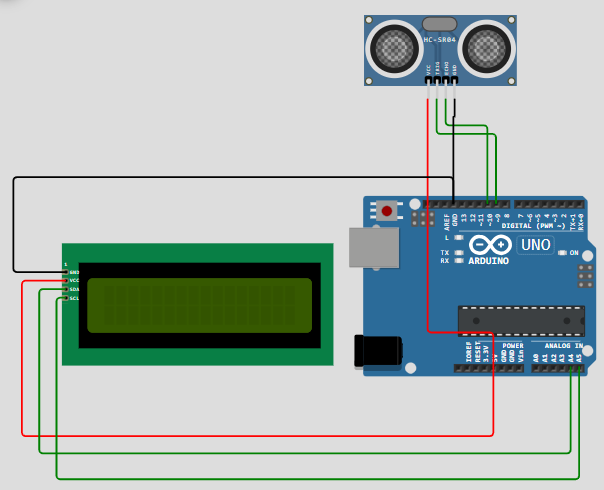 HC-SR04
VCC
TRIG
ECHO
GND
AREF
GND
13
12
~11
~10
~9
8
7
~6
~5
4
~3
2
TX→1
RX←0
DIGITAL (PWM ~)
L
UNO
TX
RX
ARDUINO
ON
1
GND
VCC
SDA
SCL
IOREF
RESET
3.3V
5V
GND
GND
Vin
POWER
ANALOG IN
A0
A1
A2
A3
A4
A5